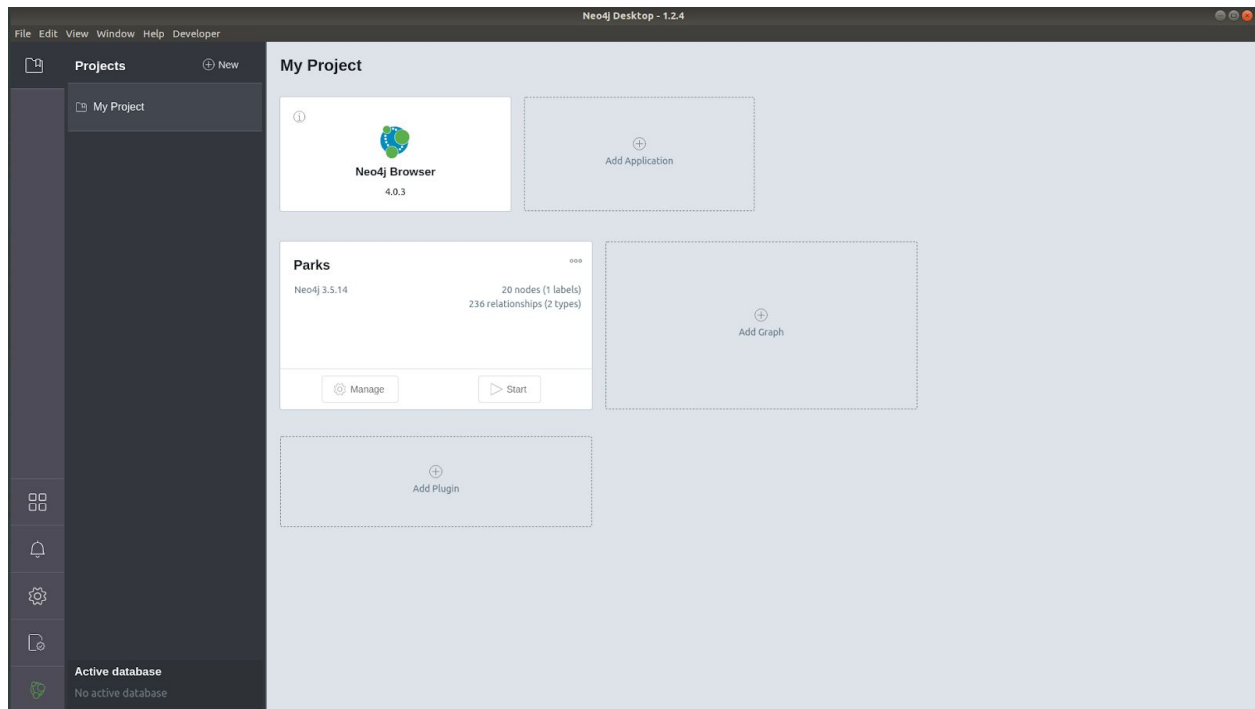 Neo4j Desktop - 1.2.4
File Edit View Window Help Developer
Projects
New
My Project
My Project
Neo4j Browser
4.0.3
Add Application
Parks
Neo4j 3.5.14
20 nodes (1 labels)
236 relationships (2 types)
Manage
Start
Add Graph
Add Plugin
Active database
No active database